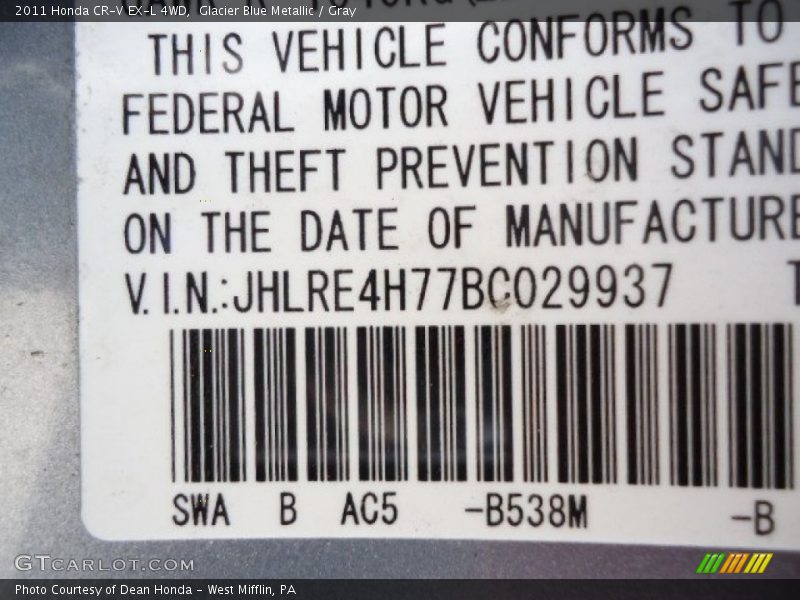 2011 Honda CR-V EX-L 4WD,  Glacier Blue Metallic / Gray
THIS VEHICLE CONFORMS TO
FEDERAL MOTOR VEHICLE SAFE
AND THEFT PREVENTION STAND
ON THE DATE OF MANUFACTURE
V.I.N.:JHLRE4H77BC029937
SWA B AC5 -B538M -B
GTCARLOT.COM
Photo Courtesy of Dean Honda - West Mifflin, PA